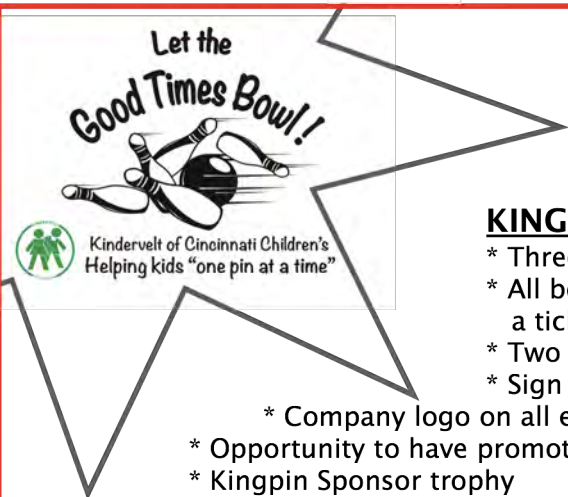 Let the
Good Times Bowl!
Kindervelt of Cincinnati Children's
Helping kids "one pin at a time"
KING
* Three
* All b
a tic
* Two
* Sign
* Company logo on all e
* Opportunity to have promot
* Kingpin Sponsor trophy